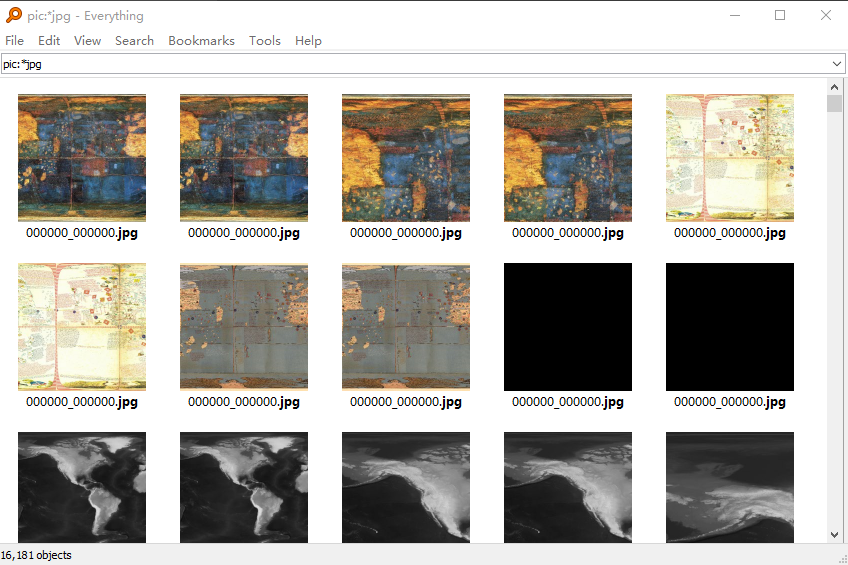 pic:*jpg - Everything
File Edit View Search Bookmarks Tools Help
pic:*jpg
000000_000000.jpg 000000_000000.jpg 000000_000000.jpg 000000_000000.jpg 000000_000000.jpg
000000_000000.jpg 000000_000000.jpg 000000_000000.jpg 000000_000000.jpg 000000_000000.jpg
16,181 objects